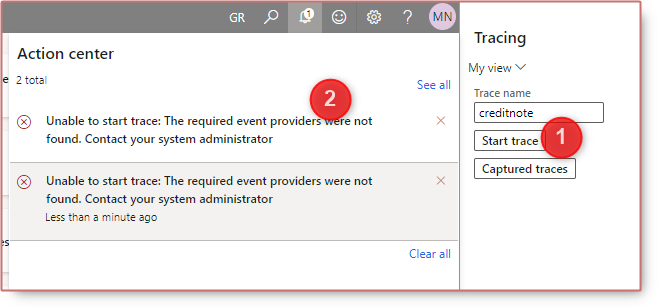 GR 1 ? MN
Action center
2 total
See all
2
Unable to start trace: The required event providers were not
found. Contact your system administrator
Unable to start trace: The required event providers were not
found. Contact your system administrator
Less than a minute ago
Clear all
Tracing
My view
Trace name
creditnote
Start trace
1
Captured traces
e
es